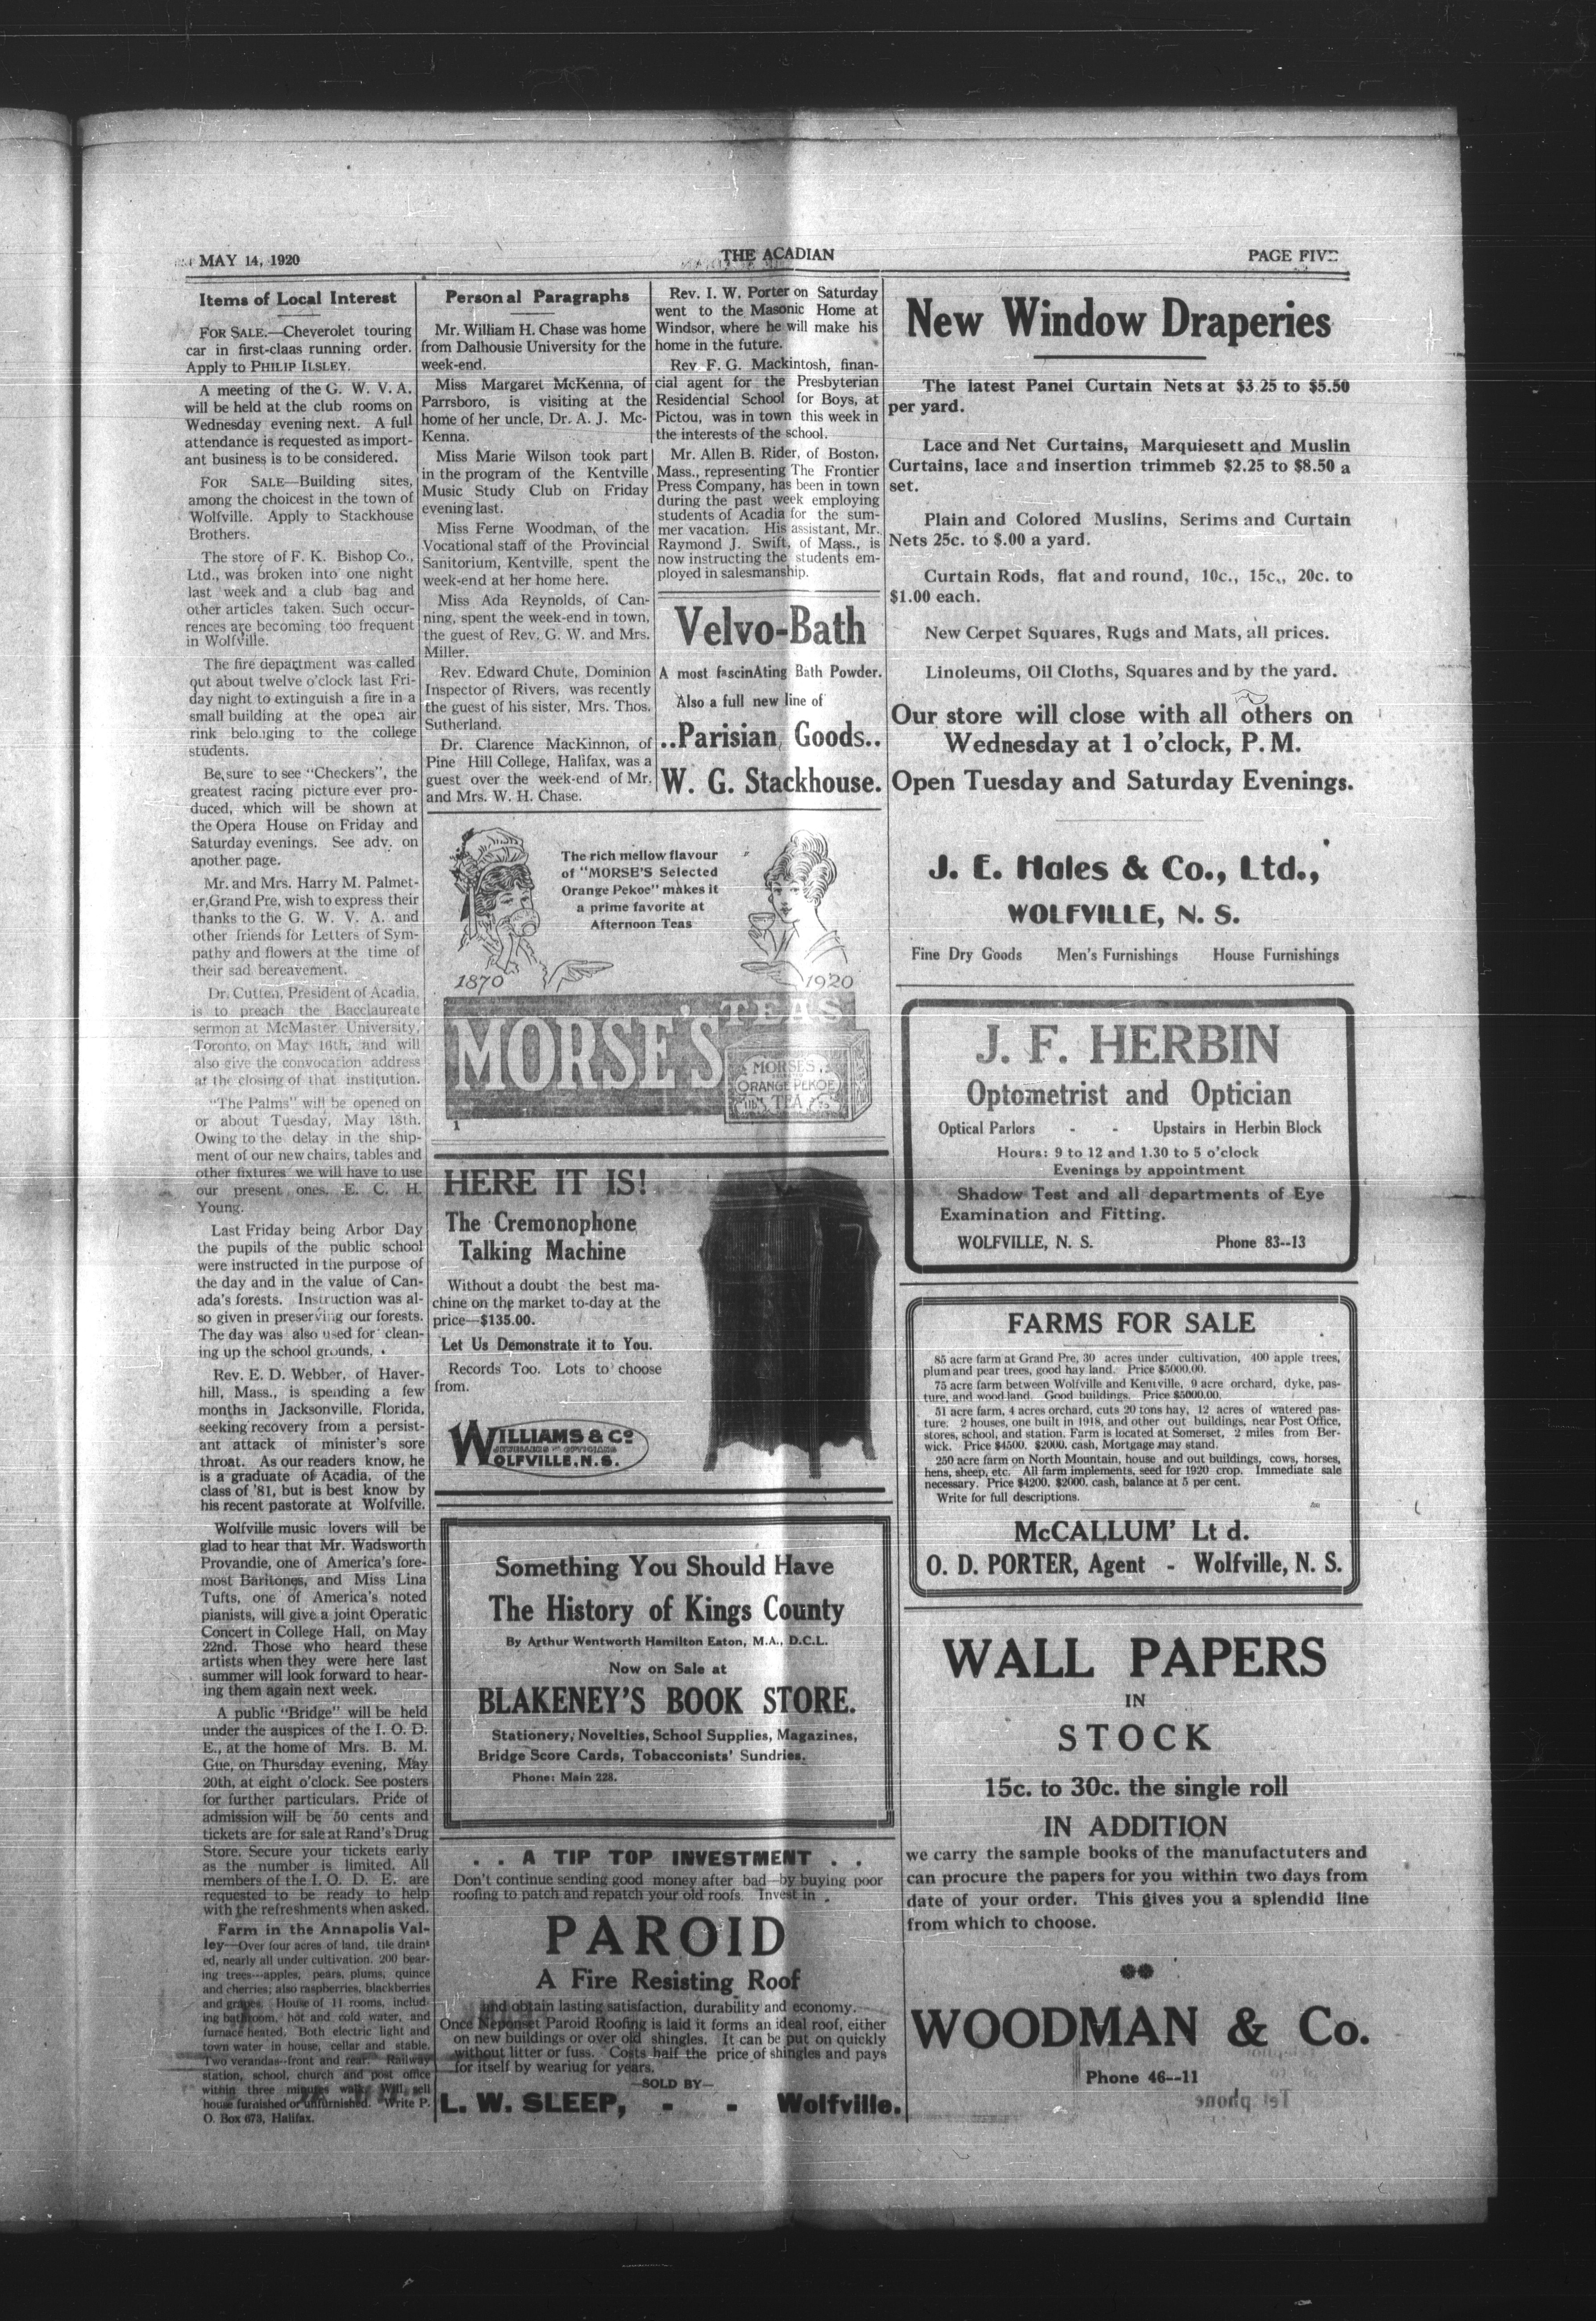 MAY 14, 1920
THE ACADIAN
PAGE FIVE
Items of Local Interest
FOR SALE.—Cheverolet touring
car in first-claas running order.
Apply to PHILIP ILSLEY.
A meeting of the G. W. V. A.
will be held at the club rooms on
Wednesday evening next. A full
attendance is requested as import-
ant business is to be considered.
FOR SALE—Building sites,
among the choicest in the town of
Wolfville. Apply to Stackhouse
Brothers.
The store of F. K. Bishop Co.,
Ltd., was broken into one night
last week and a club bag and
other articles taken. Such occur-
rences are becoming too frequent
in Wolfville.
The fire department was called
out about twelve o'clock last Fri-
day night to extinguish a fire in a
small building at the open air
rink belonging to the college
students.
Be sure to see "Checkers", the
greatest racing picture ever pro-
duced, which will be shown at
the Opera House on Friday and
Saturday evenings. See adv. on
another page.
Mr. and Mrs. Harry M. Palmet-
er,Grand Pre, wish to express their
thanks to the G. W. V. A. and
other friends for Letters of Sym-
pathy and flowers at the time of
their sad bereavement.
Dr. Cutten, President of Acadia,
is to preach the Baccalaureate
sermon at McMaster University,
Toronto, on May 16th, and will
also give the convocation address
at the closing of that institution.
"The Palms" will be opened on
or about Tuesday, May 18th.
Owing to the delay in the ship-
ment of our new chairs, tables and
other fixtures we will have to use
our present ones. E. C. H.
Young.
Last Friday being Arbor Day
the pupils of the public school
were instructed in the purpose of
the day and in the value of Can-
ada's forests. Instruction was al-
so given in preserving our forests.
The day was also used for clean-
ing up the school grounds.
Rev. E. D. Webber, of Haver-
hill, Mass., is spending a few
months in Jacksonville, Florida,
seeking recovery from a persist-
ant attack of minister's sore
throat. As our readers know, he
is a graduate of Acadia, of the
class of '81, but is best know by
his recent pastorate at Wolfville.
Wolfville music lovers will be
glad to hear that Mr. Wadsworth
Provandie, one of America's fore-
most Baritones, and Miss Lina
Tufts, one of America's noted
pianists, will give a joint Operatic
Concert in College Hall, on May
22nd. Those who heard these
artists when they were here last
summer will look forward to hear-
ing them again next week.
A public "Bridge" will be held
under the auspices of the I. O. D.
E., at the home of Mrs. B. M.
Gue, on Thursday evening, May
20th, at eight o'clock. See posters
for further particulars. Price of
admission will be 50 cents and
tickets are for sale at Rand's Drug
Store. Secure your tickets early
as the number is limited. All
members of the I. O. D. E. are
requested to be ready to help
with the refreshments when asked.
Farm in the Annapolis Val-
ley—Over four acres of land, tile drain-
ed, nearly all under cultivation. 200 bear-
ing trees---apples, pears, plums, quince
and cherries; also raspberries, blackberries
and grapes. House of 11 rooms, includ-
ing bathroom, hot and cold water, and
furnace heated. Both electric light and
town water in house, cellar and stable.
Two verandas--front and rear. Railway
station, school, church and post office
within three minutes walk. Will sell
house furnished or unfurnished. Write P.
O. Box 673, Halifax.
Personal Paragraphs
Mr. William H. Chase was home
from Dalhousie University for the
week-end.
Miss Margaret McKenna, of
Parrsboro, is visiting at the
home of her uncle, Dr. A. J. Mc-
Kenna.
Miss Marie Wilson took part
in the program of the Kentville
Music Study Club on Friday
evening last.
Miss Ferne Woodman, of the
Vocational staff of the Provincial
Sanitorium, Kentville, spent the
week-end at her home here.
Miss Ada Reynolds, of Can-
ning, spent the week-end in town,
the guest of Rev. G. W. and Mrs.
Miller.
Rev. Edward Chute, Dominion
Inspector of Rivers, was recently
the guest of his sister, Mrs. Thos.
Sutherland.
Dr. Clarence MacKinnon, of
Pine Hill College, Halifax, was a
guest over the week-end of Mr.
and Mrs. W. H. Chase.
Rev. I. W. Porter on Saturday
went to the Masonic Home at
Windsor, where he will make his
home in the future.
Rev F. G. Mackintosh, finan-
cial agent for the Presbyterian
Residential School for Boys, at
Pictou, was in town this week in
the interests of the school.
Mr. Allen B. Rider, of Boston,
Mass., representing The Frontier
Press Company, has been in town
during the past week employing
students of Acadia for the sum-
mer vacation. His assistant, Mr.
Raymond J. Swift, of Mass., is
now instructing the students em-
ployed in salesmanship.
Velvo-Bath
A most fascinAting Bath Powder.
Also a full new line of
..Parisian Goods..
W. G. Stackhouse.
The rich mellow flavour
of "MORSE'S Selected
Orange Pekoe" makes it
a prime favorite at
Afternoon Teas
1870
1920
MORSE'S TEAS
MORSE'S
ORANGE PEKOE
TEA
1
HERE IT IS!
The Cremonophone
Talking Machine
Without a doubt the best ma-
chine on the market to-day at the
price—$135.00.
Let Us Demonstrate it to You.
Records Too. Lots to choose
from.
WILLIAMS & Co
JEWELLERS OPTICIANS
WOLFVILLE, N.S.
Something You Should Have
The History of Kings County
By Arthur Wentworth Hamilton Eaton, M.A., D.C.L.
Now on Sale at
BLAKENEY'S BOOK STORE.
Stationery, Novelties, School Supplies, Magazines,
Bridge Score Cards, Tobacconists' Sundries.
Phone: Main 228.
. . A TIP TOP INVESTMENT . .
Don't continue sending good money after bad—by buying poor
roofing to patch and repatch your old roofs. Invest in .
PAROID
A Fire Resisting Roof
and obtain lasting satisfaction, durability and economy.
Once Neponset Paroid Roofing is laid it forms an ideal roof, either
on new buildings or over old shingles. It can be put on quickly
without litter or fuss. Costs half the price of shingles and pays
for itself by weariug for years.
—SOLD BY—
L. W. SLEEP, - - Wolfville.
New Window Draperies
The latest Panel Curtain Nets at $3.25 to $5.50
per yard.
Lace and Net Curtains, Marquiesett and Muslin
Curtains, lace and insertion trimmeb $2.25 to $8.50 a
set.
Plain and Colored Muslins, Serims and Curtain
Nets 25c. to $.00 a yard.
Curtain Rods, flat and round, 10c., 15c., 20c. to
$1.00 each.
New Cerpet Squares, Rugs and Mats, all prices.
Linoleums, Oil Cloths, Squares and by the yard.
Our store will close with all others on
Wednesday at 1 o'clock, P. M.
Open Tuesday and Saturday Evenings.
J. E. Hales & Co., Ltd.,
WOLFVILLE, N. S.
Fine Dry Goods Men's Furnishings House Furnishings
J. F. HERBIN
Optometrist and Optician
Optical Parlors - - Upstairs in Herbin Block
Hours: 9 to 12 and 1.30 to 5 o'clock
Evenings by appointment
Shadow Test and all departments of Eye
Examination and Fitting.
WOLFVILLE, N. S. Phone 83--13
FARMS FOR SALE
85 acre farm at Grand Pre, 30 acres under cultivation, 400 apple trees,
plum and pear trees, good hay land. Price $5000.00.
75 acre farm between Wolfville and Kentville, 9 acre orchard, dyke, pas-
ture, and wood land. Good buildings. Price $5000.00.
51 acre farm, 4 acres orchard, cuts 20 tons hay, 12 acres of watered pas-
ture. 2 houses, one built in 1918, and other out buildings, near Post Office,
stores, school, and station. Farm is located at Somerset, 2 miles from Ber-
wick. Price $4500. $2000. cash, Mortgage may stand.
250 acre farm on North Mountain, house and out buildings, cows, horses,
hens, sheep, etc. All farm implements, seed for 1920 crop. Immediate sale
necessary. Price $4200. $2000. cash, balance at 5 per cent.
Write for full descriptions.
McCALLUM' Lt d.
O. D. PORTER, Agent - Wolfville, N. S.
WALL PAPERS
IN
STOCK
15c. to 30c. the single roll
IN ADDITION
we carry the sample books of the manufactuters and
can procure the papers for you within two days from
date of your order. This gives you a splendid line
from which to choose.
WOODMAN & Co.
Phone 46--11